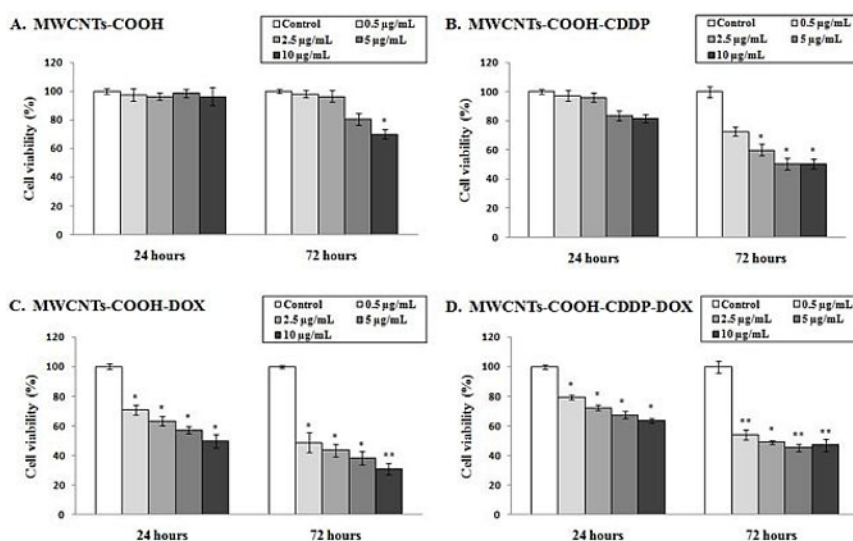 A. MWCNTs-COOH
Control 0.5 µg/mL
2.5 µg/mL 5 µg/mL
10 µg/mL
Cell viability (%)
120
100
80
60
40
20
0
*
24 hours 72 hours
B. MWCNTs-COOH-CDDP
Control 0.5 µg/mL
2.5 µg/mL 5 µg/mL
10 µg/mL
Cell viability (%)
120
100
80
60
40
20
0
* * *
24 hours 72 hours
C. MWCNTs-COOH-DOX
Control 0.5 µg/mL
2.5 µg/mL 5 µg/mL
10 µg/mL
Cell viability (%)
120
100
80
60
40
20
0
* * * * * * * **
24 hours 72 hours
D. MWCNTs-COOH-CDDP-DOX
Control 0.5 µg/mL
2.5 µg/mL 5 µg/mL
10 µg/mL
Cell viability (%)
120
100
80
60
40
20
0
* * * * ** * ** **
24 hours 72 hours